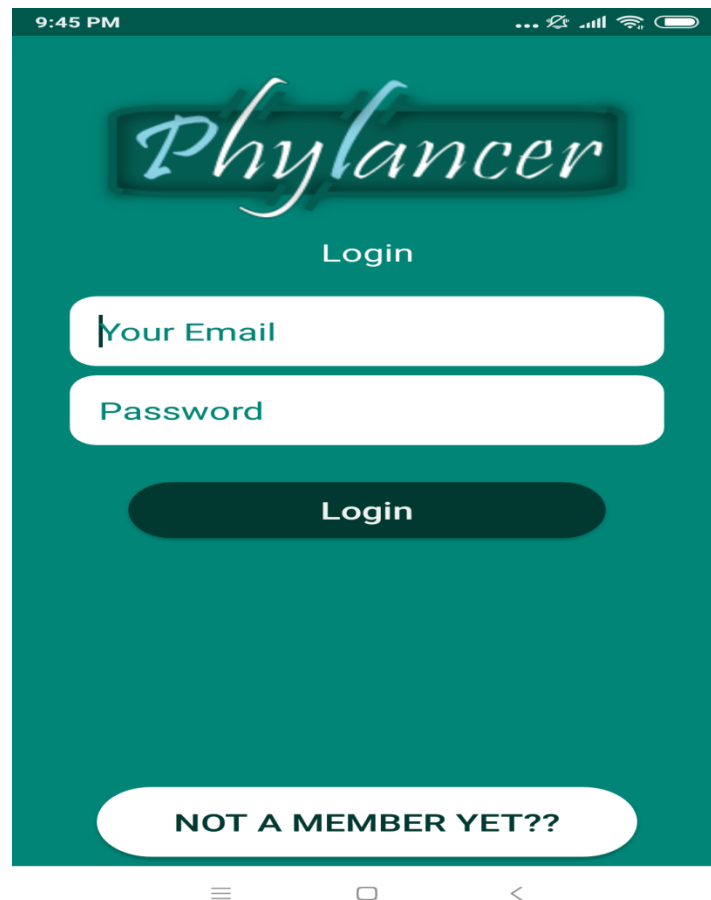 9:45 PM
Phylancer
Login
Your Email
Password
Login
NOT A MEMBER YET??